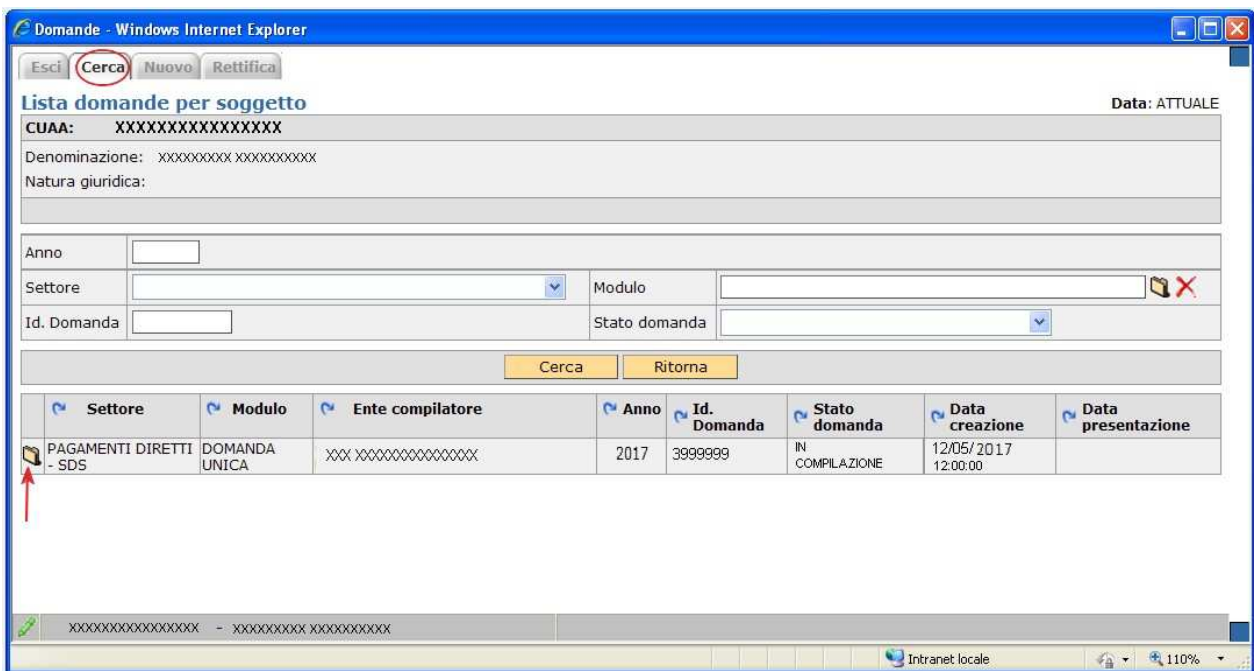 Domande - Windows Internet Explorer
Esci Cerca Nuovo Rettifica
Lista domande per soggetto Data: ATTUALE
CUAA: XXXXXXXXXXXXXXXX
Denominazione: XXXXXXXXX XXXXXXXXXX
Natura giuridica:
Anno
Settore Modulo
Id. Domanda Stato domanda
Cerca Ritorna
Settore Modulo Ente compilatore Anno Id. Domanda Stato domanda Data creazione Data presentazione
PAGAMENTI DIRETTI DOMANDA XXX XXXXXXXXXXXXXXXX 2017 3999999 IN 12/05/2017
- SDS UNICA COMPILAZIONE 12:00:00
XXXXXXXXXXXXXXXX - XXXXXXXXX XXXXXXXXXX
Intranet locale 110%